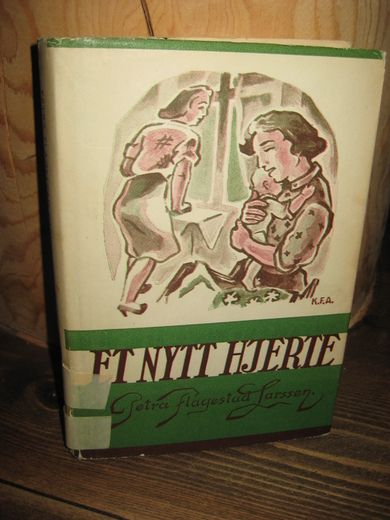 K.F.A.
ET NYTT HJERTE
Petra Flagestad Larssen.